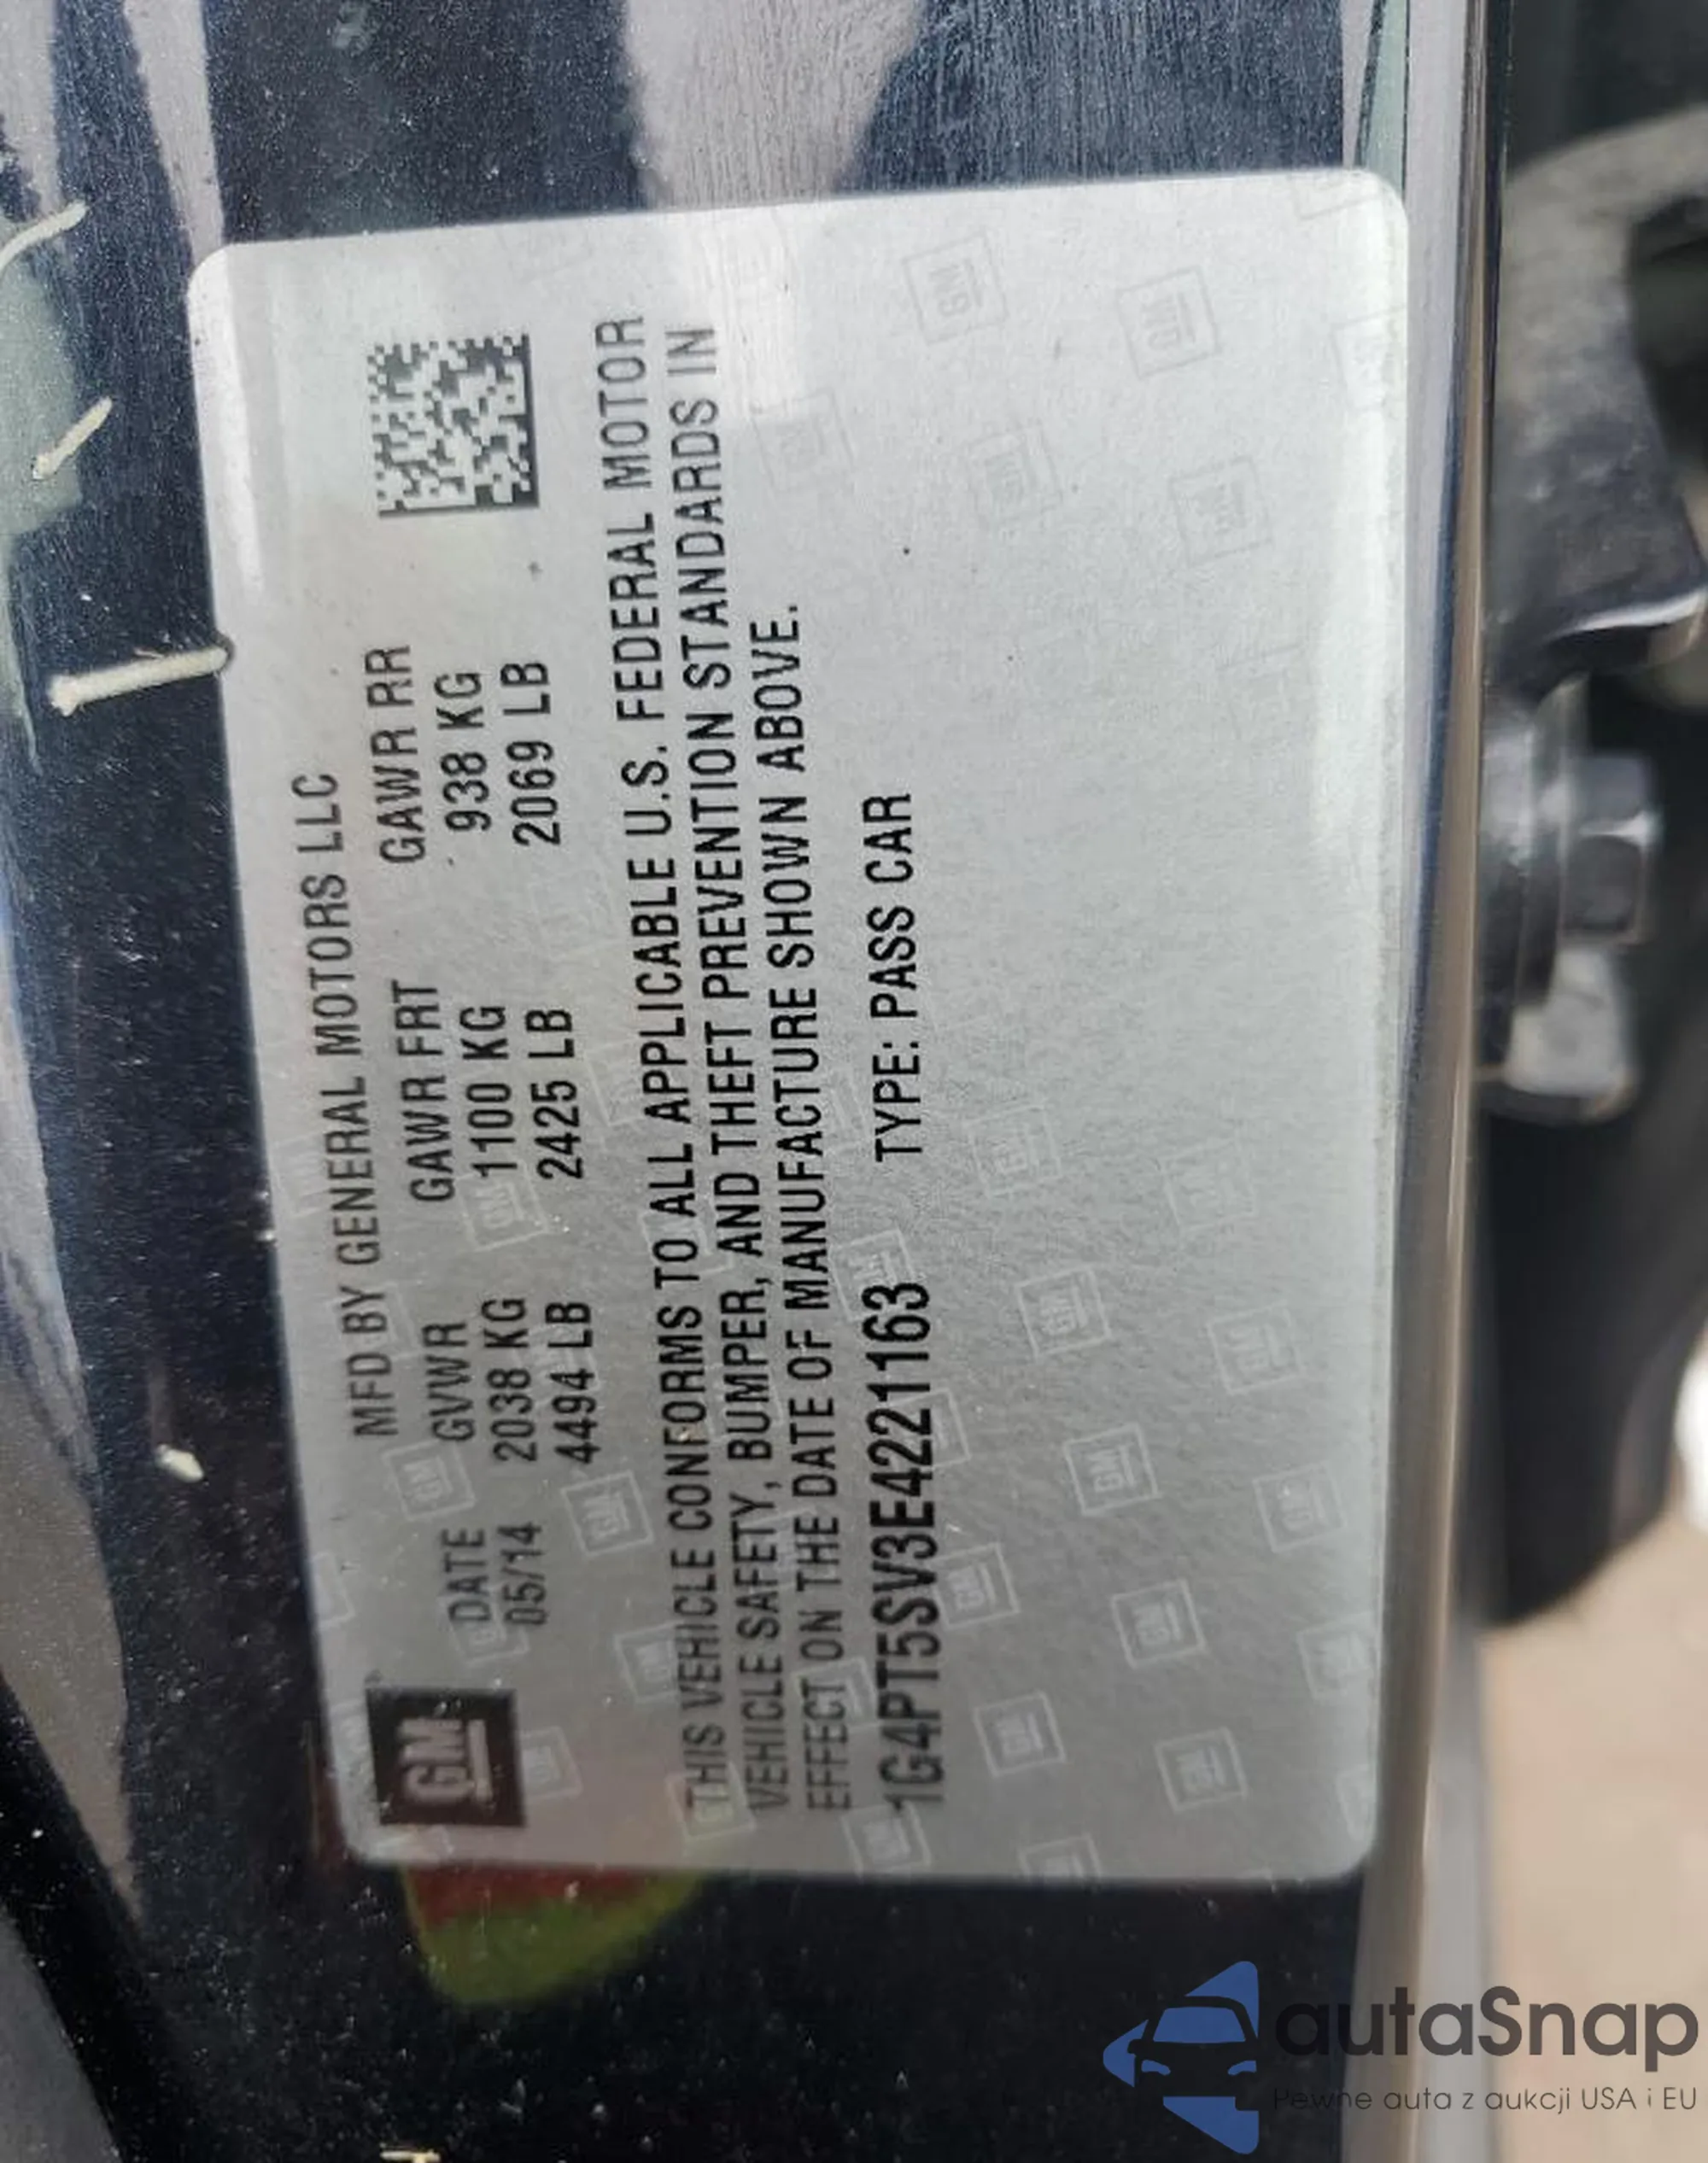 MFD BY GENERAL MOTORS LLC
GM
DATE GVWR GAWR FRT GAWR RR
05/14 2038 KG 1100 KG 938 KG
4494 LB 2425 LB 2069 LB
THIS VEHICLE CONFORMS TO ALL APPLICABLE U.S. FEDERAL MOTOR
VEHICLE SAFETY, BUMPER, AND THEFT PREVENTION STANDARDS IN
EFFECT ON THE DATE OF MANUFACTURE SHOWN ABOVE.
1G4PT5SV3E4221163 TYPE: PASS CAR
autaSnap
Pewne auta z aukcji USA i EU